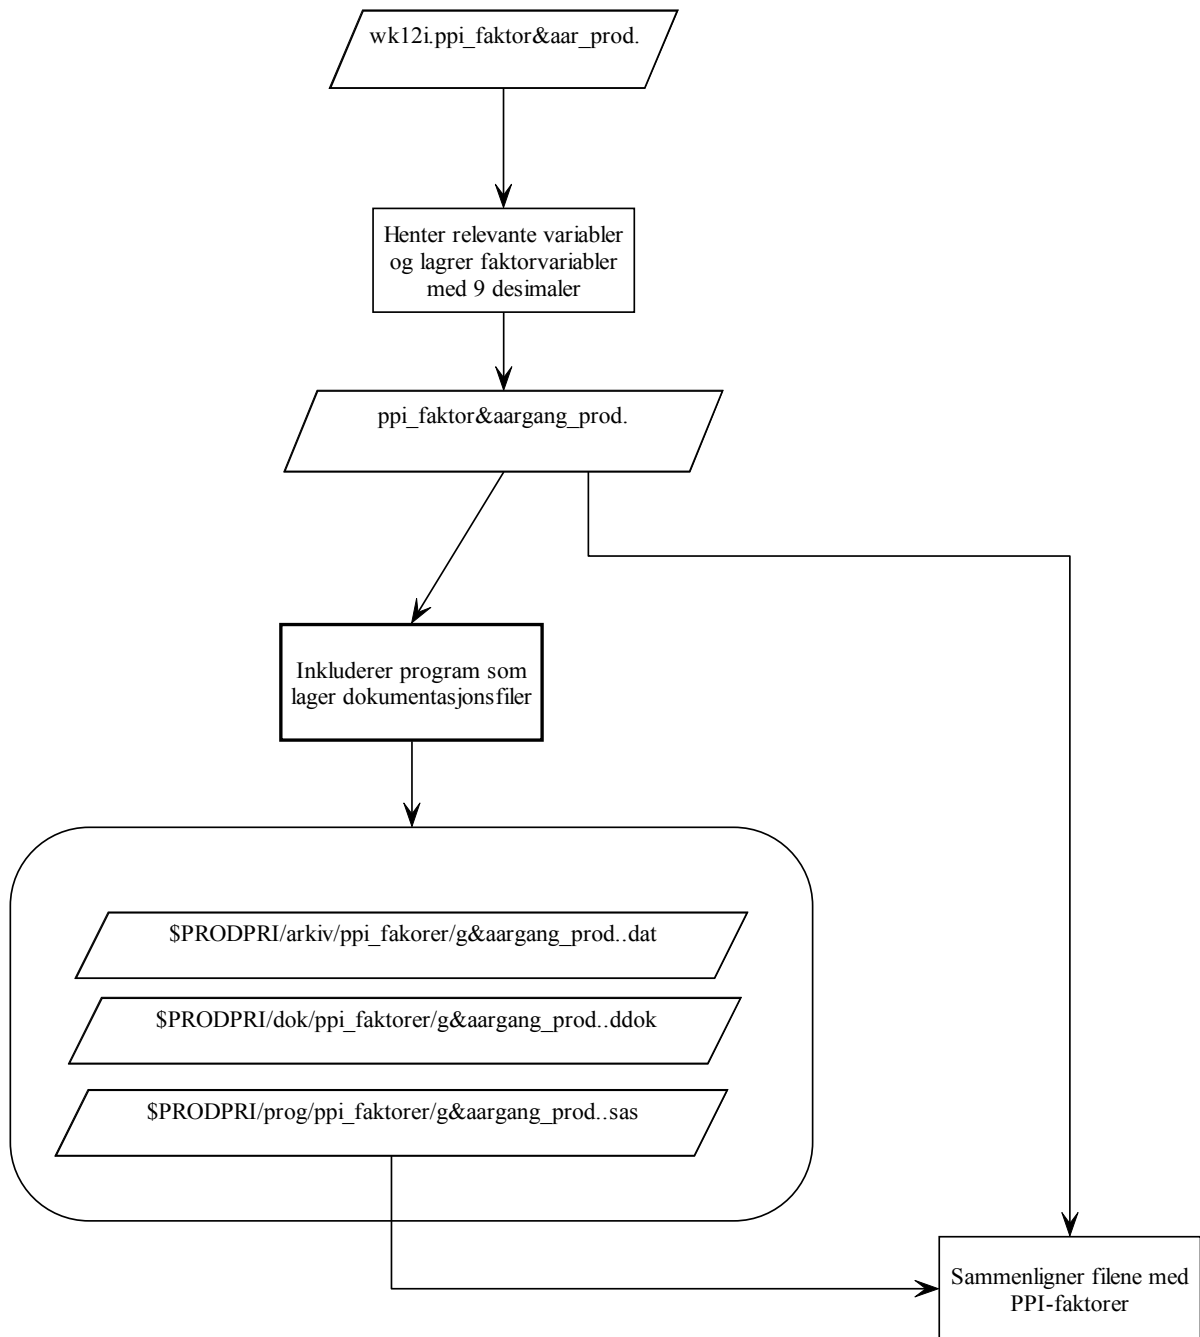 wk12i.ppi_faktor&aar_prod.
Henter relevante variabler
og lagrer faktorvariabler
med 9 desimaler
ppi_faktor&aargang_prod.
Inkluderer program som
lager dokumentasjonsfiler
$PRODPRI/arkiv/ppi_fakorer/g&aargang_prod..dat
$PRODPRI/dok/ppi_faktorer/g&aargang_prod..ddok
$PRODPRI/prog/ppi_faktorer/g&aargang_prod..sas
Sammenligner filene med
PPI-faktorer